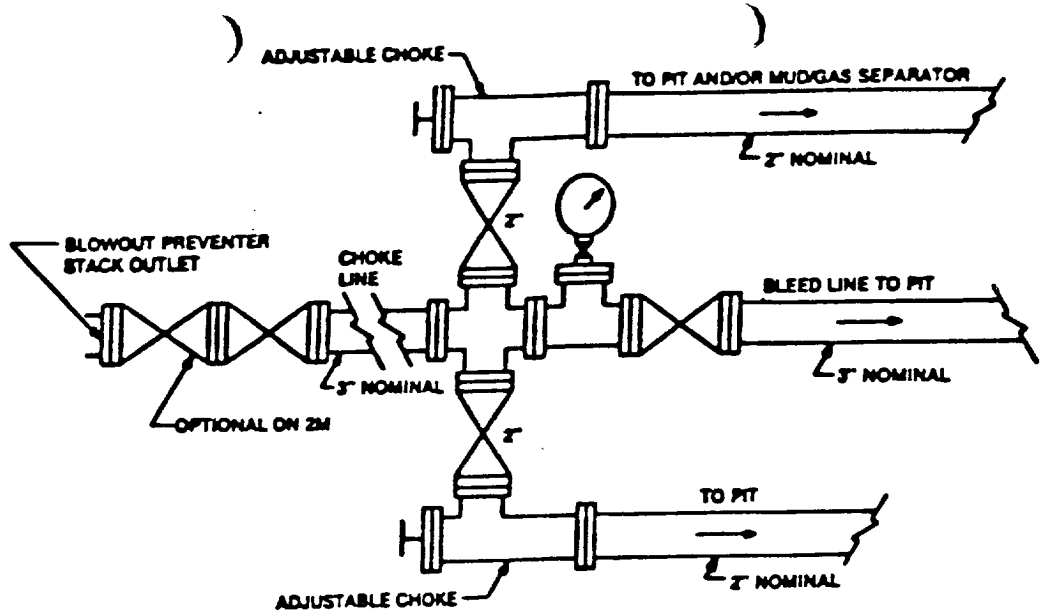 ADJUSTABLE CHOKE
TO PIT AND/OR MUD/GAS SEPARATOR
2" NOMINAL
2"
BLOWOUT PREVENTER
STACK OUTLET
CHOKE
LINE
BLEED LINE TO PIT
3" NOMINAL
3" NOMINAL
OPTIONAL ON 2M
2"
TO PIT
2" NOMINAL
ADJUSTABLE CHOKE